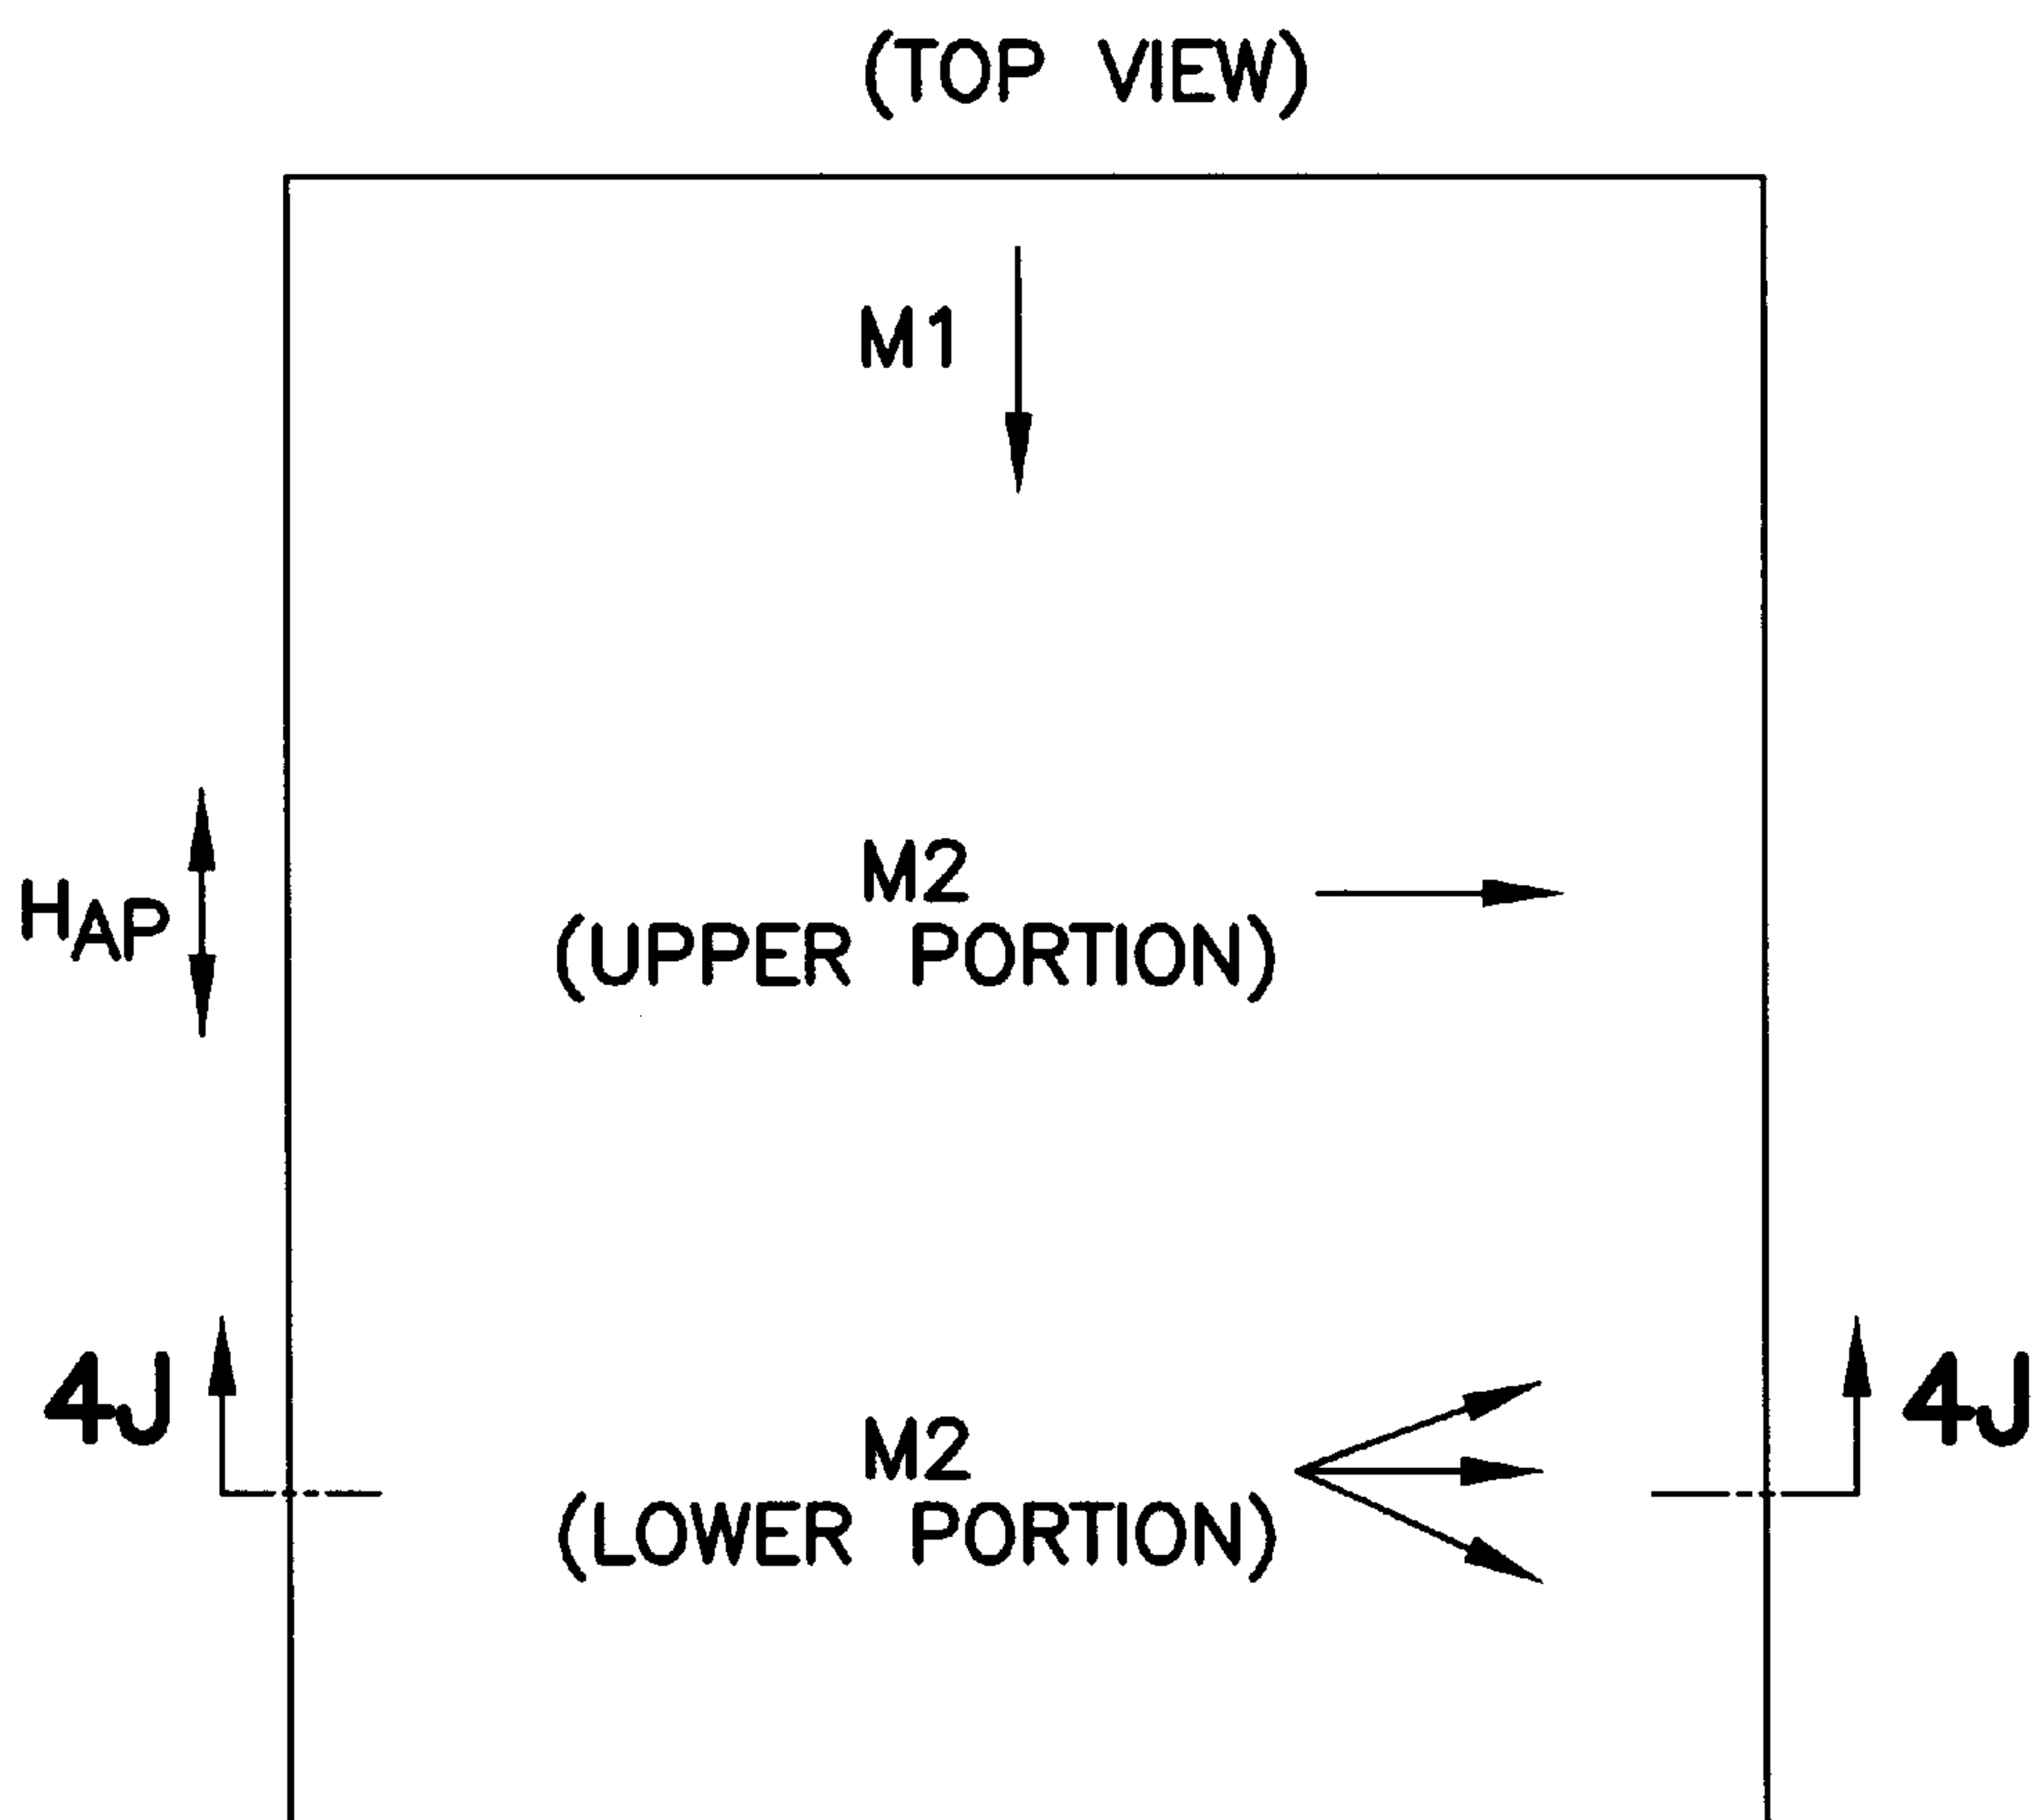 (TOP VIEW)
M1
M2
HAP
(UPPER PORTION)
4J
4J
M2
(LOWER PORTION)